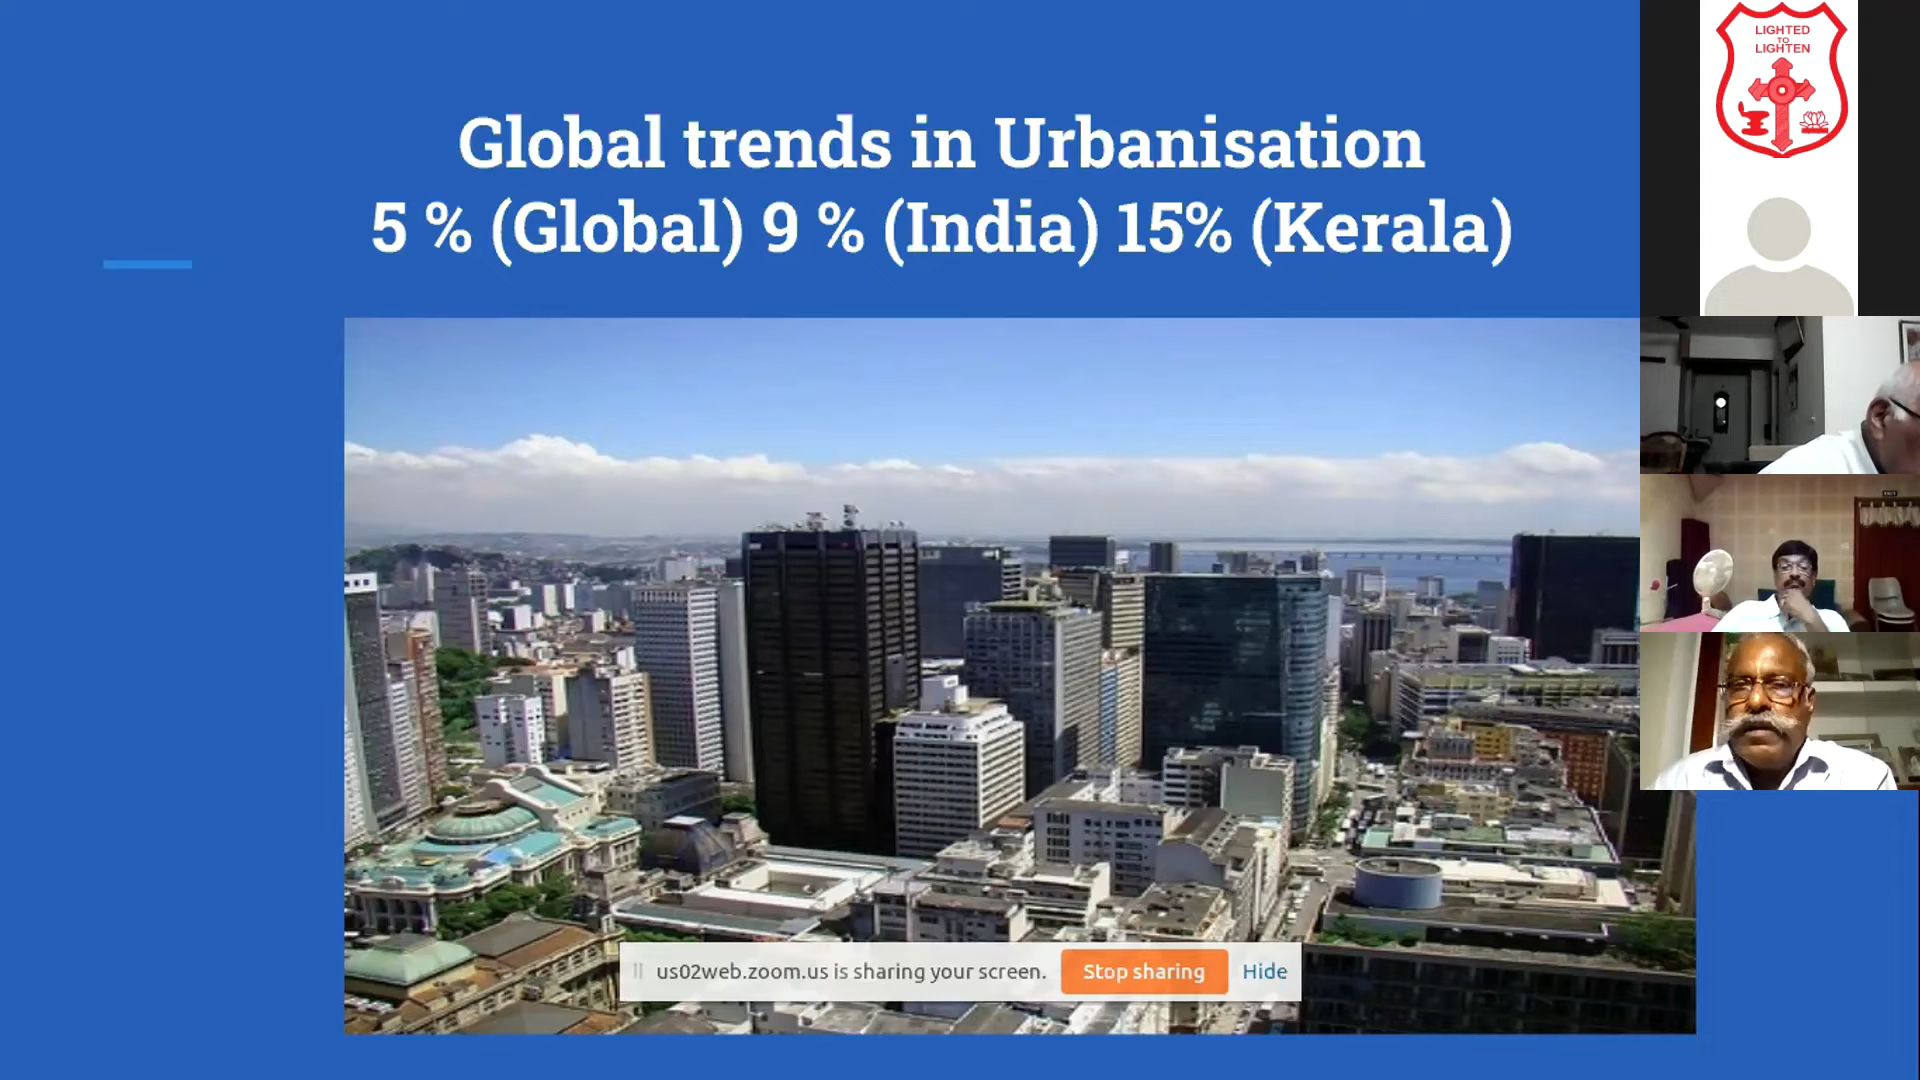 Global trends in Urbanisation
5 % (Global) 9 % (India) 15% (Kerala)
LIGHTED
TO
LIGHTEN
us02web.zoom.us is sharing your screen.
Stop sharing
Hide